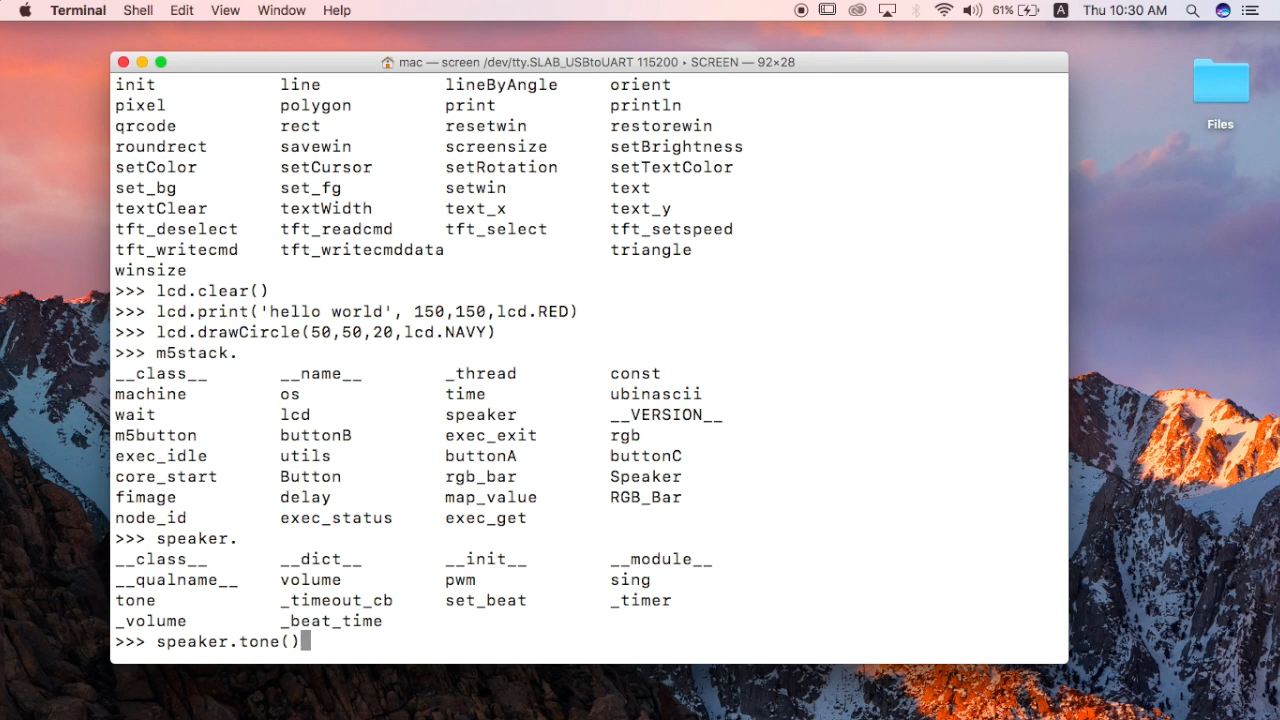 Terminal Shell Edit View Window Help 61% A Thu 10:30 AM
mac — screen /dev/tty.SLAB_USBtoUART 115200 ▸ SCREEN — 92×28
init line lineByAngle orient
pixel polygon print println
qrcode rect resetwin restorewin
roundrect savewin screensize setBrightness
setColor setCursor setRotation setTextColor
set_bg set_fg setwin text
textClear textWidth text_x text_y
tft_deselect tft_readcmd tft_select tft_setspeed
tft_writecmd tft_writecmddata triangle
winsize
>>> lcd.clear()
>>> lcd.print('hello world', 150,150,lcd.RED)
>>> lcd.drawCircle(50,50,20,lcd.NAVY)
>>> m5stack.
__class__ __name__ _thread const
machine os time ubinascii
wait lcd speaker __VERSION__
m5button buttonB exec_exit rgb
exec_idle utils buttonA buttonC
core_start Button rgb_bar Speaker
fimage delay map_value RGB_Bar
node_id exec_status exec_get
>>> speaker.
__class__ __dict__ __init__ __module__
__qualname__ volume pwm sing
tone _timeout_cb set_beat _timer
_volume _beat_time
>>> speaker.tone()
Files